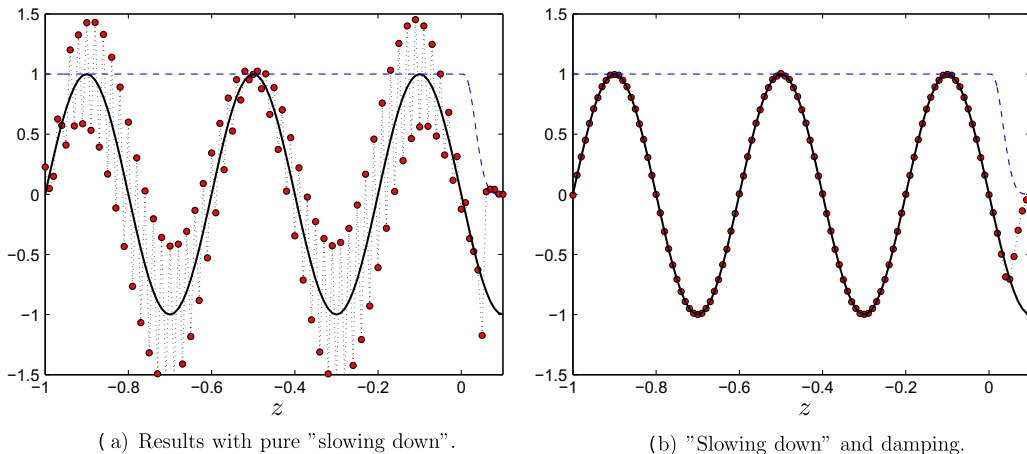 1.5
1
0.5
0
−0.5
−1
−1.5
−1 −0.8 −0.6 −0.4 −0.2 0
z
(a) Results with pure "slowing down".
1.5
1
0.5
0
−0.5
−1
−1.5
−1 −0.8 −0.6 −0.4 −0.2 0
z
(b) "Slowing down" and damping.